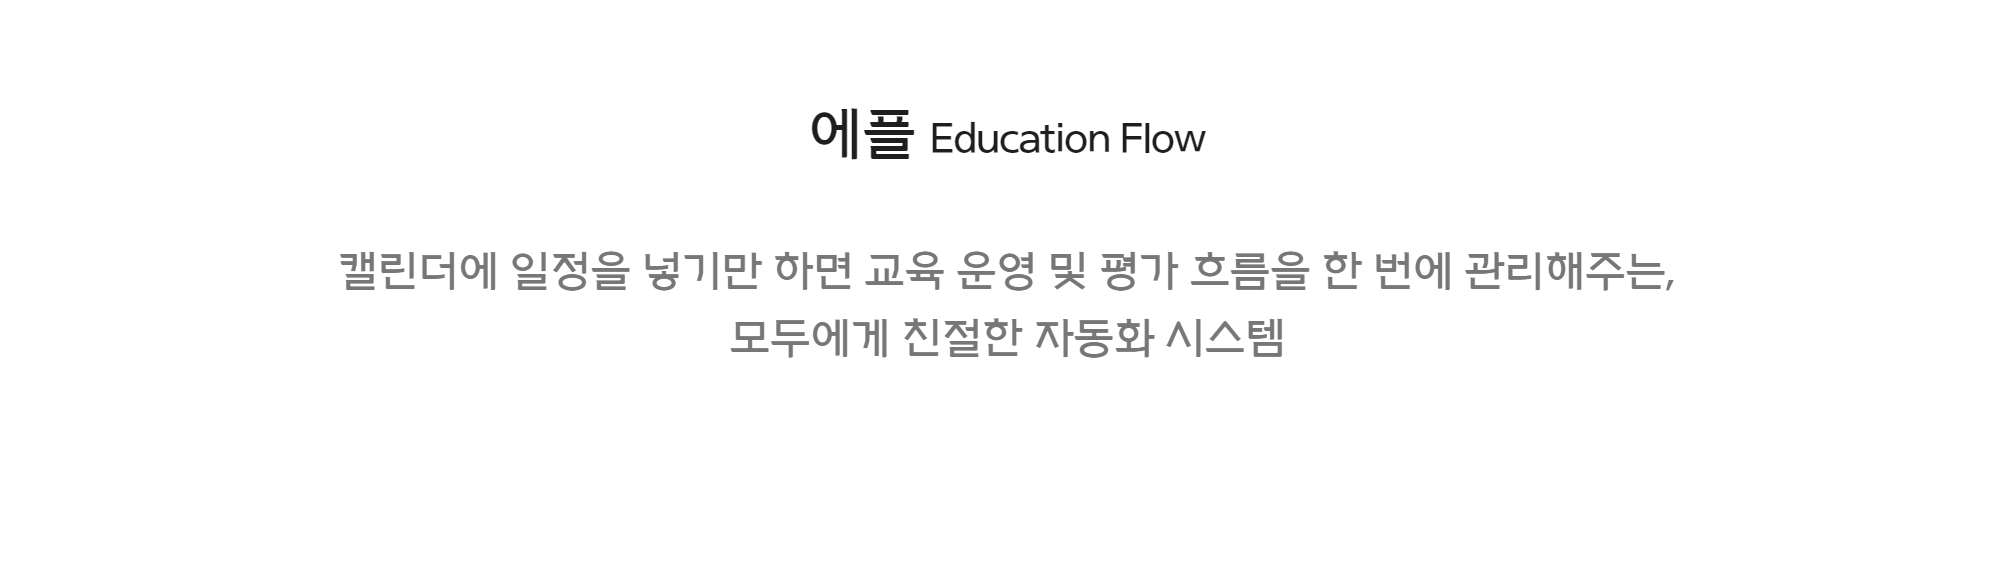 에플 Education Flow
캘린더에 일정을 넣기만 하면 교육 운영 및 평가 흐름을 한 번에 관리해주는,
모두에게 친절한 자동화 시스템